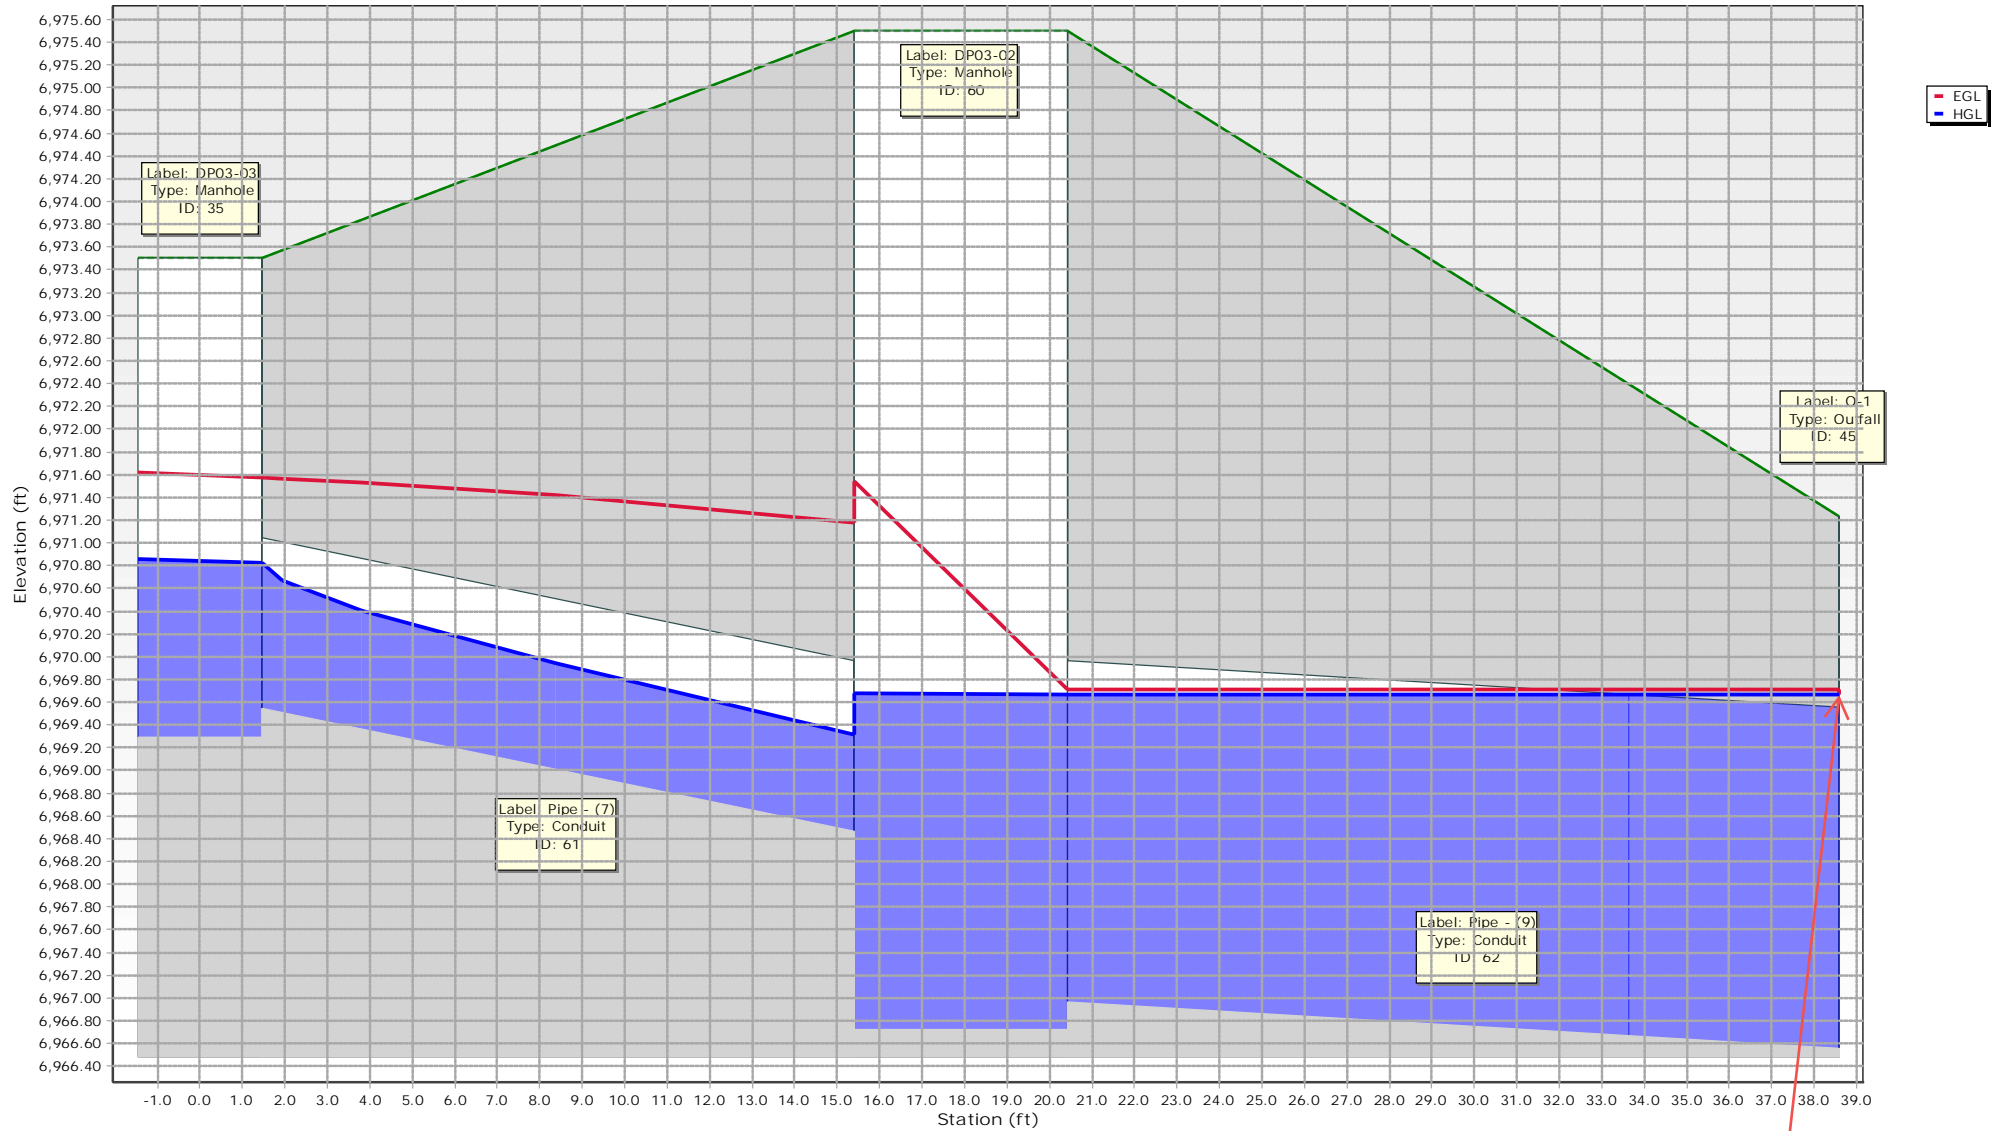 6,975.60
6,975.40
6,975.20
6,975.00
6,974.80
6,974.60
6,974.40
6,974.20
6,974.00
6,973.80
6,973.60
6,973.40
6,973.20
6,973.00
6,972.80
6,972.60
6,972.40
6,972.20
6,972.00
6,971.80
6,971.60
6,971.40
6,971.20
6,971.00
6,970.80
6,970.60
6,970.40
6,970.20
6,970.00
6,969.80
6,969.60
6,969.40
6,969.20
6,969.00
6,968.80
6,968.60
6,968.40
6,968.20
6,968.00
6,967.80
6,967.60
6,967.40
6,967.20
6,967.00
6,966.80
6,966.60
6,966.40
Elevation (ft)
Label: DP03-03
Type: Manhole
ID: 35
Label: DP03-02
Type: Manhole
ID: 60
Label: O-1
Type: Outfall
ID: 45
Label: Pipe - (7)
Type: Conduit
ID: 61
Label: Pipe - (9)
Type: Conduit
ID: 62
EGL
HGL
-1.0 0.0 1.0 2.0 3.0 4.0 5.0 6.0 7.0 8.0 9.0 10.0 11.0 12.0 13.0 14.0 15.0 16.0 17.0 18.0 19.0 20.0 21.0 22.0 23.0 24.0 25.0 26.0 27.0 28.0 29.0 30.0 31.0 32.0 33.0 34.0 35.0 36.0 37.0 38.0 39.0
Station (ft)